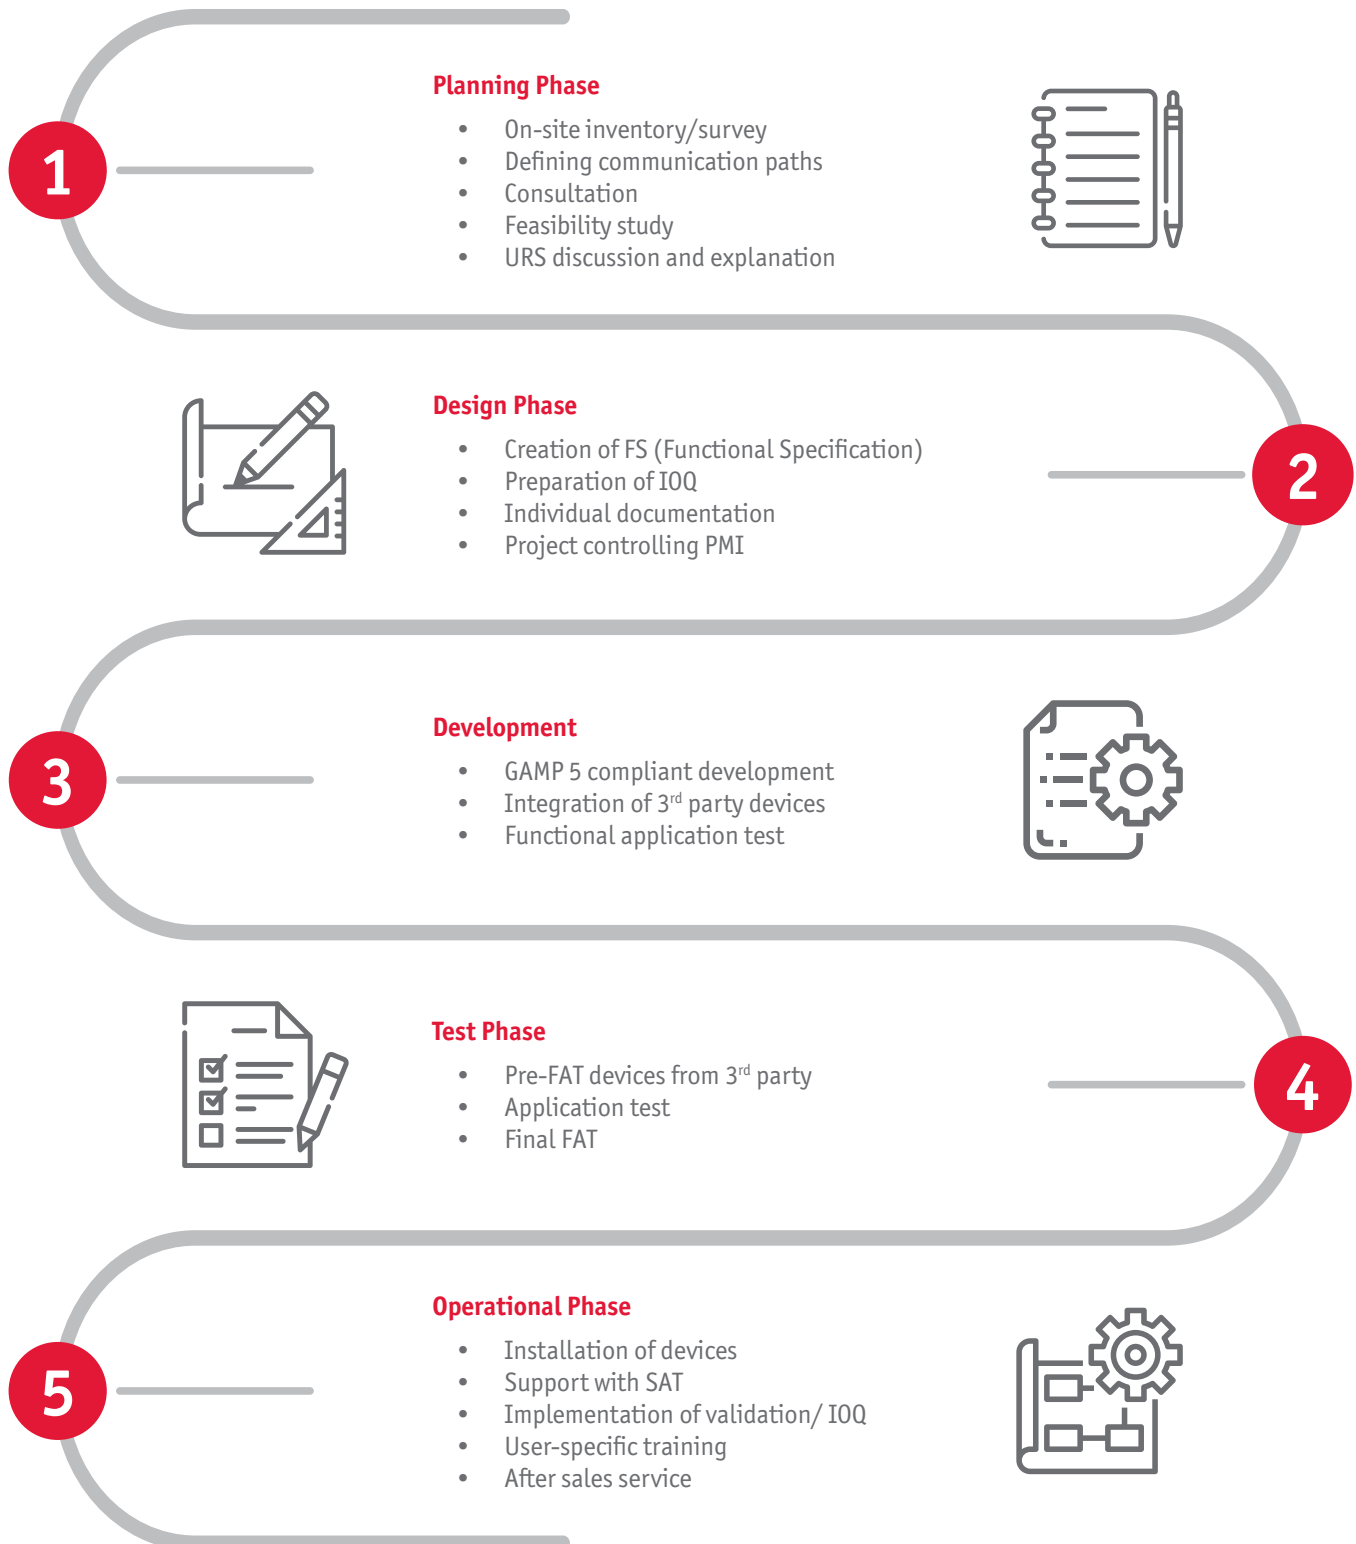 1
Planning Phase
• On-site inventory/survey
• Defining communication paths
• Consultation
• Feasibility study
• URS discussion and explanation
2
Design Phase
• Creation of FS (Functional Specification)
• Preparation of IOQ
• Individual documentation
• Project controlling PMI
3
Development
• GAMP 5 compliant development
• Integration of 3rd party devices
• Functional application test
4
Test Phase
• Pre-FAT devices from 3rd party
• Application test
• Final FAT
5
Operational Phase
• Installation of devices
• Support with SAT
• Implementation of validation/ IOQ
• User-specific training
• After sales service